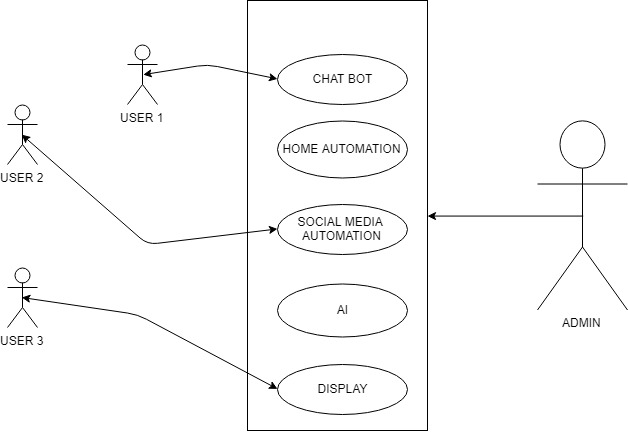 CHAT BOT
USER 1
HOME AUTOMATION
USER 2
SOCIAL MEDIA
AUTOMATION
AI
ADMIN
USER 3
DISPLAY